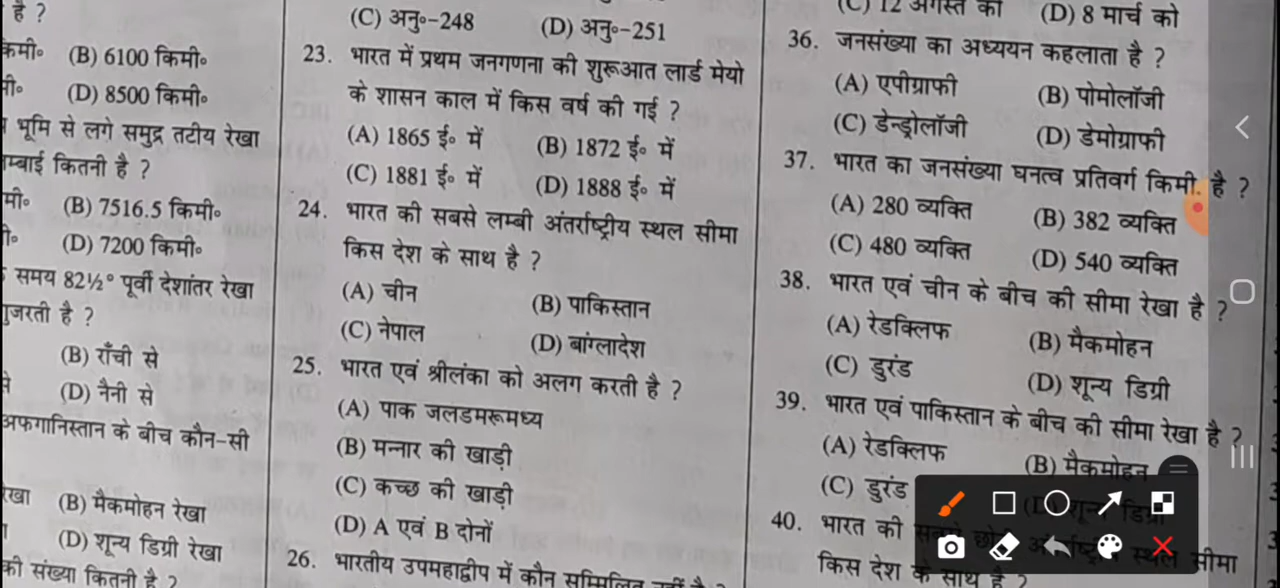 है ?
किमी॰ (B) 6100 किमी॰
मी॰ (D) 8500 किमी॰
भूमि से लगे समुद्र तटीय रेखा
म्बाई कितनी है ?
मी॰ (B) 7516.5 किमी॰
(D) 7200 किमी॰
समय 82½° पूर्वी देशांतर रेखा
गुजरती है ?
(B) राँची से
से (D) नैनी से
अफगानिस्तान के बीच कौन-सी
रेखा (B) मैकमोहन रेखा
(D) शून्य डिग्री रेखा
की संख्या कितनी है ?
(C) अनु॰-248 (D) अनु॰-251
23. भारत में प्रथम जनगणना की शुरूआत लार्ड मेयो
के शासन काल में किस वर्ष की गई ?
(A) 1865 ई॰ में (B) 1872 ई॰ में
(C) 1881 ई॰ में (D) 1888 ई॰ में
24. भारत की सबसे लम्बी अंतर्राष्ट्रीय स्थल सीमा
किस देश के साथ है ?
(A) चीन (B) पाकिस्तान
(C) नेपाल (D) बांग्लादेश
25. भारत एवं श्रीलंका को अलग करती है ?
(A) पाक जलडमरूमध्य
(B) मन्नार की खाड़ी
(C) कच्छ की खाड़ी
(D) A एवं B दोनों
26. भारतीय उपमहाद्वीप में कौन सम्मिलित नहीं है ?
(C) 12 अगस्त को (D) 8 मार्च को
36. जनसंख्या का अध्ययन कहलाता है ?
(A) एपीग्राफी (B) पोमोलॉजी
(C) डेन्ड्रोलॉजी (D) डेमोग्राफी
37. भारत का जनसंख्या घनत्व प्रतिवर्ग किमी. है ?
(A) 280 व्यक्ति (B) 382 व्यक्ति
(C) 480 व्यक्ति (D) 540 व्यक्ति
38. भारत एवं चीन के बीच की सीमा रेखा है ?
(A) रेडक्लिफ (B) मैकमोहन
(C) डुरंड (D) शून्य डिग्री
39. भारत एवं पाकिस्तान के बीच की सीमा रेखा है ?
(A) रेडक्लिफ (B) मैकमोहन
(C) डुरंड (D) शून्य डिग्री
40. भारत की सबसे छोटी अंतर्राष्ट्रीय स्थल सीमा
किस देश के साथ है ?